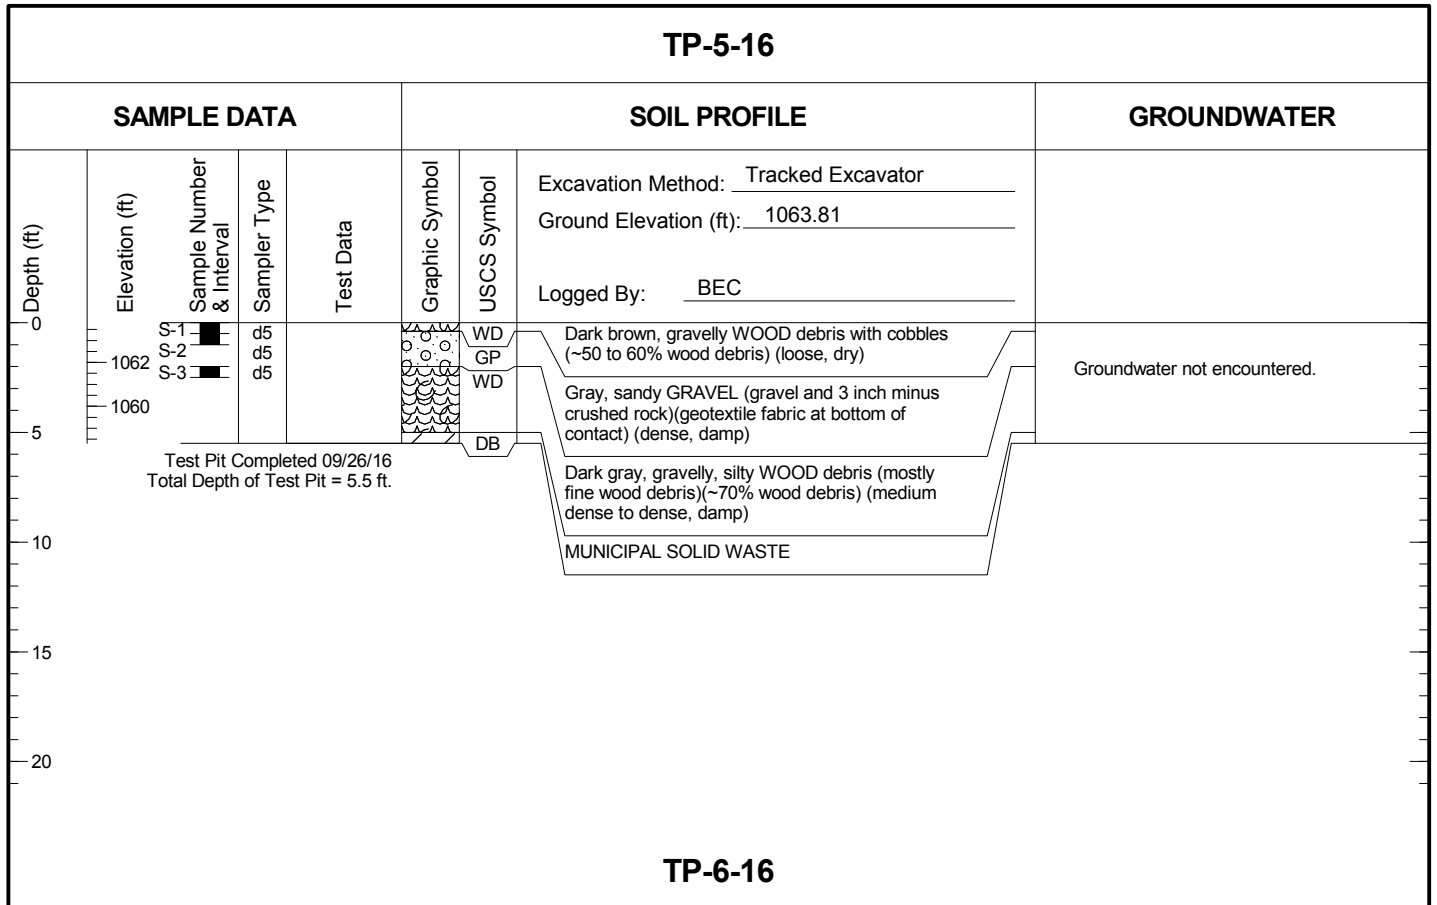 TP-5-16
SAMPLE DATA
SOIL PROFILE
GROUNDWATER
Depth (ft)
Elevation (ft)
Sample Number
& Interval
Sampler Type
Test Data
Graphic Symbol
USCS Symbol
Excavation Method: Tracked Excavator
Ground Elevation (ft): 1063.81
Logged By: BEC
0
S-1 d5
S-2 d5
S-3 d5
1062
1060
5
10
15
20
WD
GP
WD
DB
Dark brown, gravelly WOOD debris with cobbles
(~50 to 60% wood debris) (loose, dry)
Gray, sandy GRAVEL (gravel and 3 inch minus
crushed rock)(geotextile fabric at bottom of
contact) (dense, damp)
Dark gray, gravelly, silty WOOD debris (mostly
fine wood debris)(~70% wood debris) (medium
dense to dense, damp)
MUNICIPAL SOLID WASTE
Groundwater not encountered.
Test Pit Completed 09/26/16
Total Depth of Test Pit = 5.5 ft.
TP-6-16